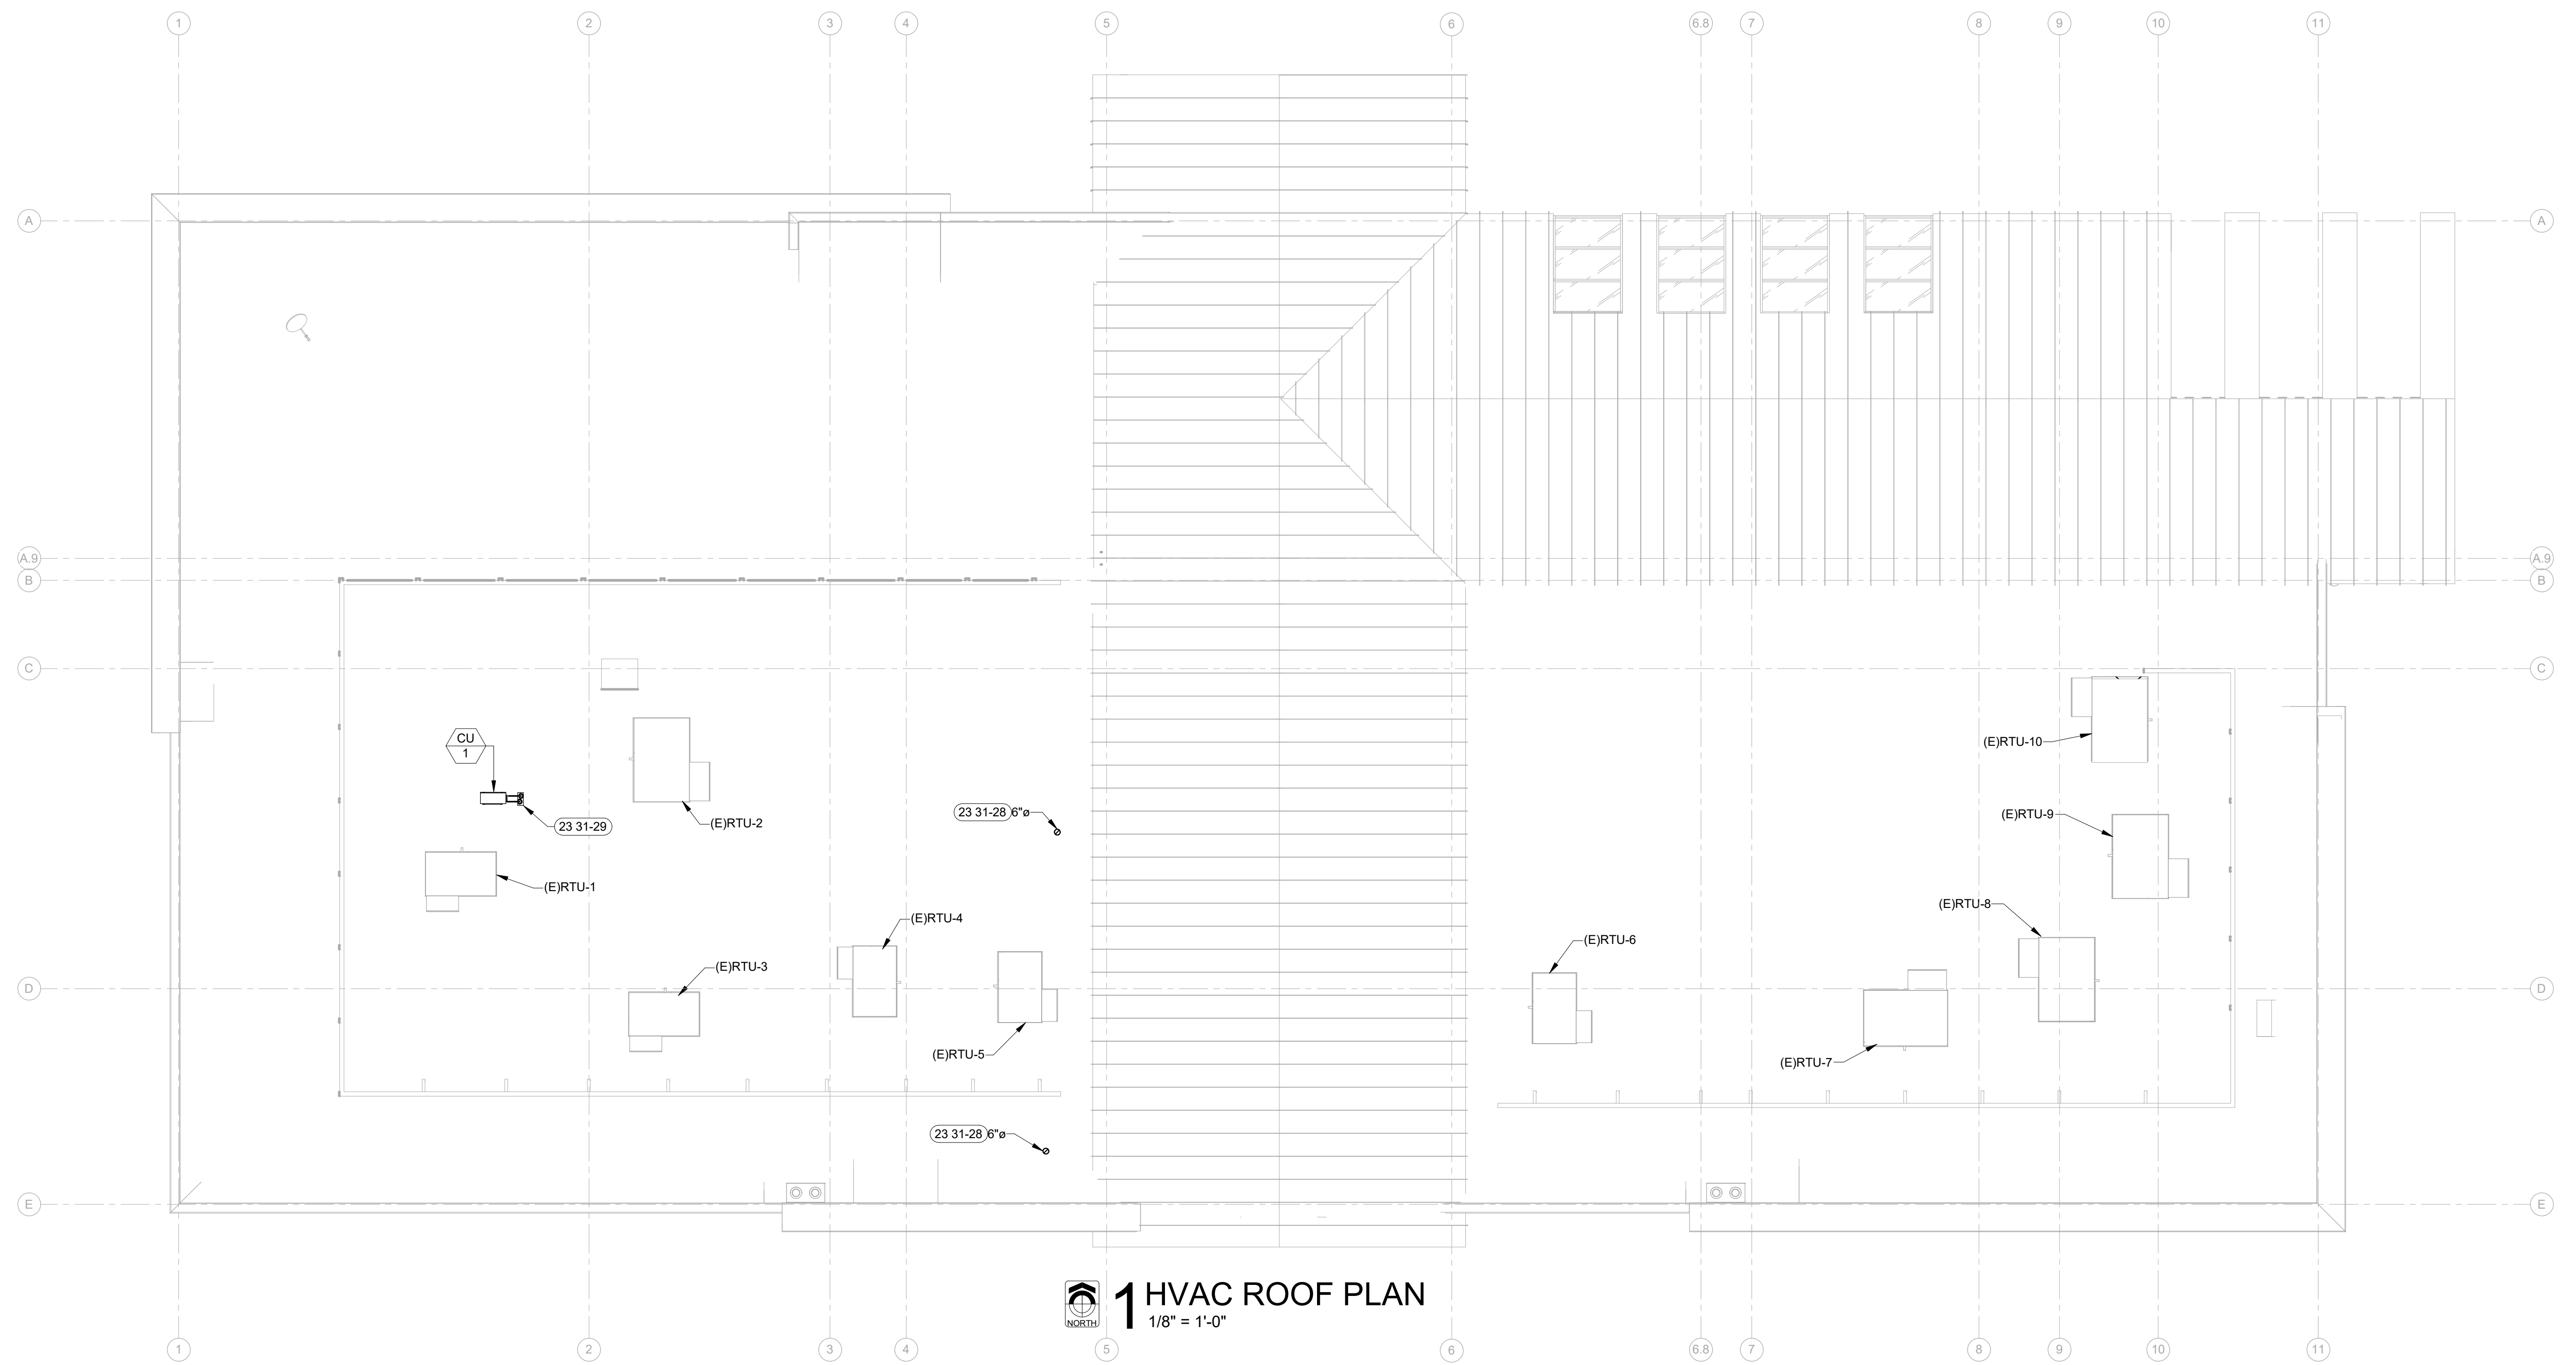 1 2 3 4 5 6 6.8 7 8 9 10 11
A A
A.9 A.9
B B
C C
CU
1
(E)RTU-10
23 31-28 6"ø
(E)RTU-9
(E)RTU-2
23 31-29
(E)RTU-1
(E)RTU-8
(E)RTU-4
(E)RTU-6
(E)RTU-3
D D
(E)RTU-5
(E)RTU-7
23 31-28 6"ø
E E
1 HVAC ROOF PLAN
NORTH
1/8" = 1'-0"
1 2 3 4 5 6 6.8 7 8 9 10 11